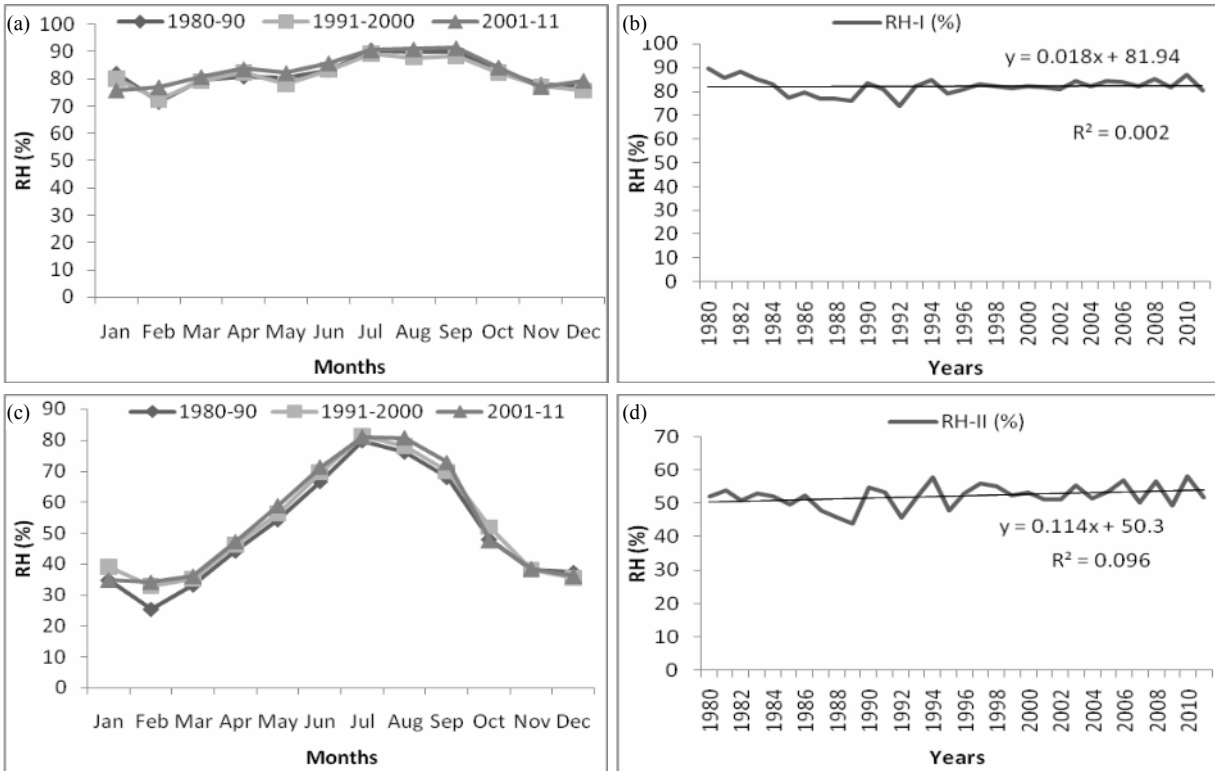 (a)
1980-90 1991-2000 2001-11
100
90
80
70
60
50
40
30
20
10
0
RH (%)
Jan Feb Mar Apr May Jun Jul Aug Sep Oct Nov Dec
Months
(b)
RH-I (%)
y = 0.018x + 81.94
R² = 0.002
100
90
80
70
60
50
40
30
20
10
0
RH (%)
1980 1982 1984 1986 1988 1990 1992 1994 1996 1998 2000 2002 2004 2006 2008 2010
Years
(c)
1980-90 1991-2000 2001-11
90
80
70
60
50
40
30
20
10
0
RH (%)
Jan Feb Mar Apr May Jun Jul Aug Sep Oct Nov Dec
Months
(d)
RH-II (%)
y = 0.114x + 50.3
R² = 0.096
70
60
50
40
30
20
10
0
RH (%)
1980 1982 1984 1986 1988 1990 1992 1994 1996 1998 2000 2002 2004 2006 2008 2010
Years